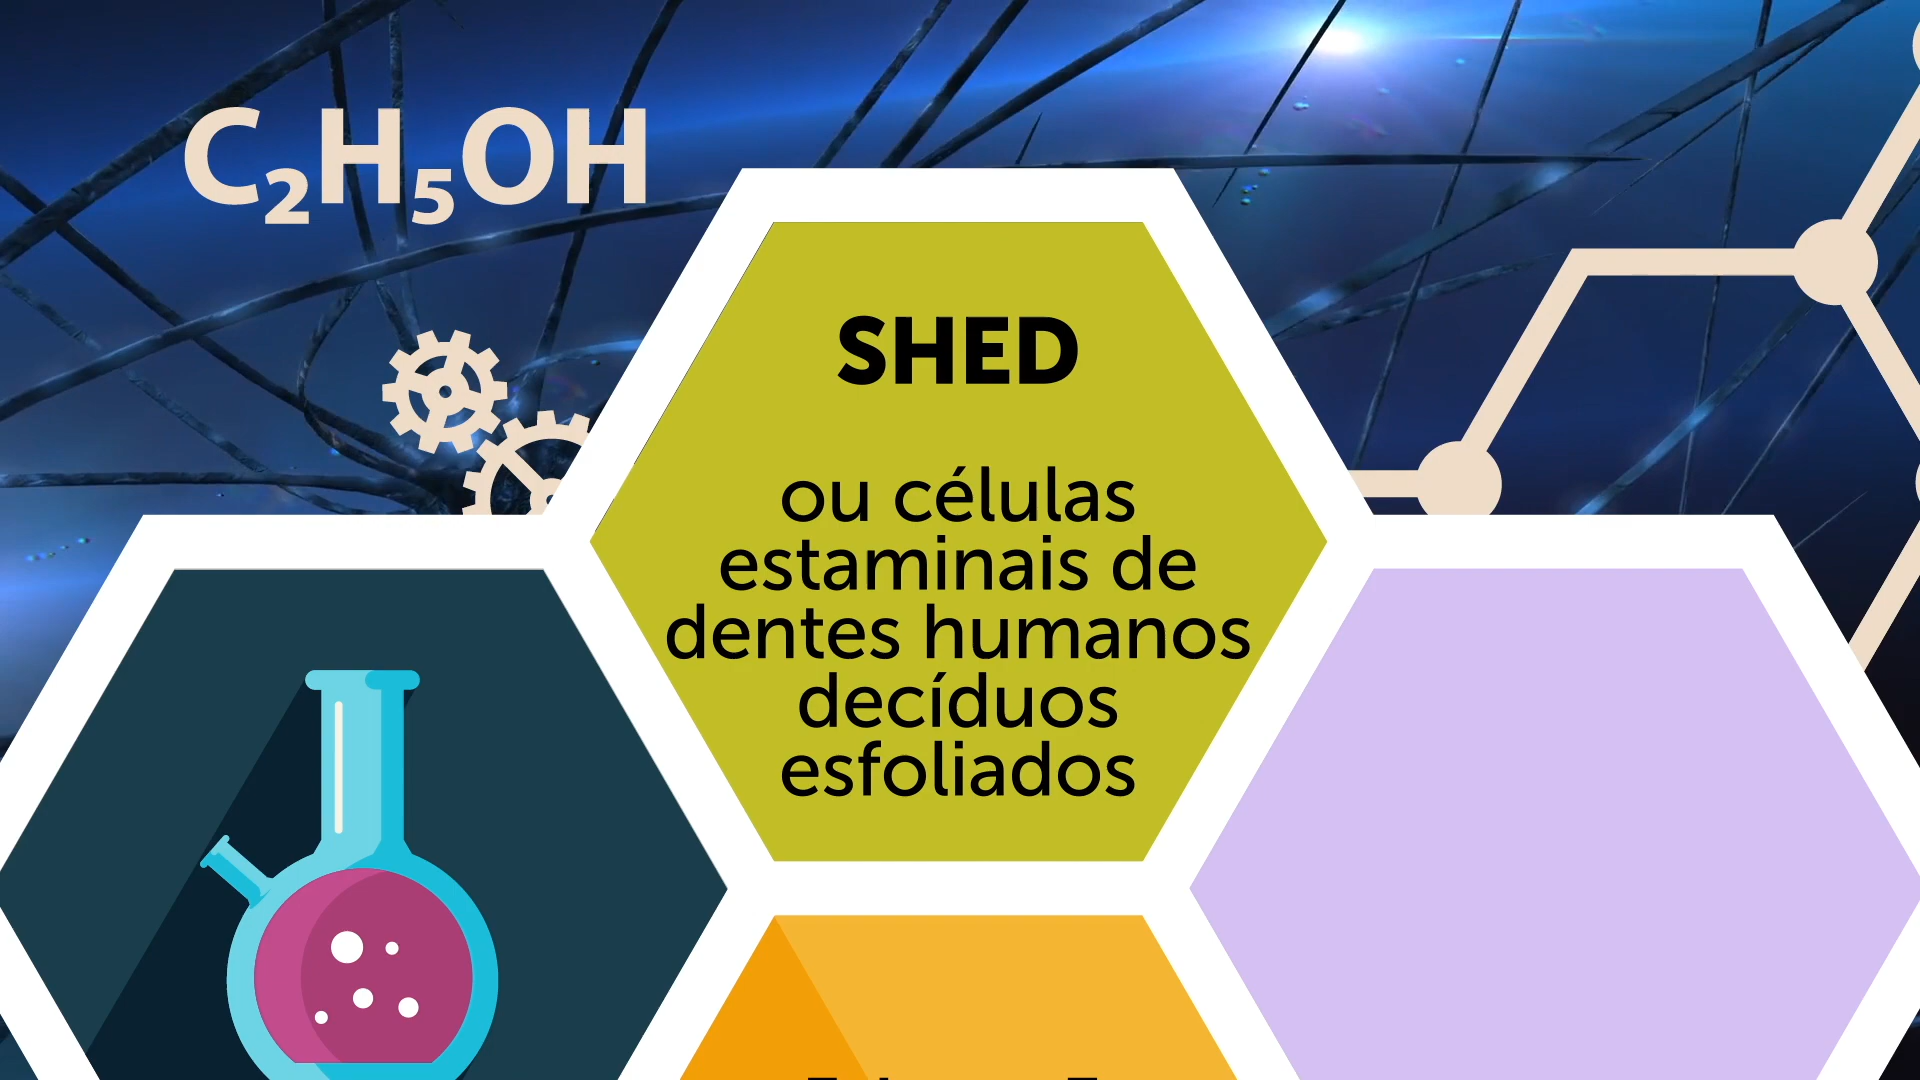 C₂H₅OH
SHED
ou células
estaminais de
dentes humanos
decíduos
esfoliados